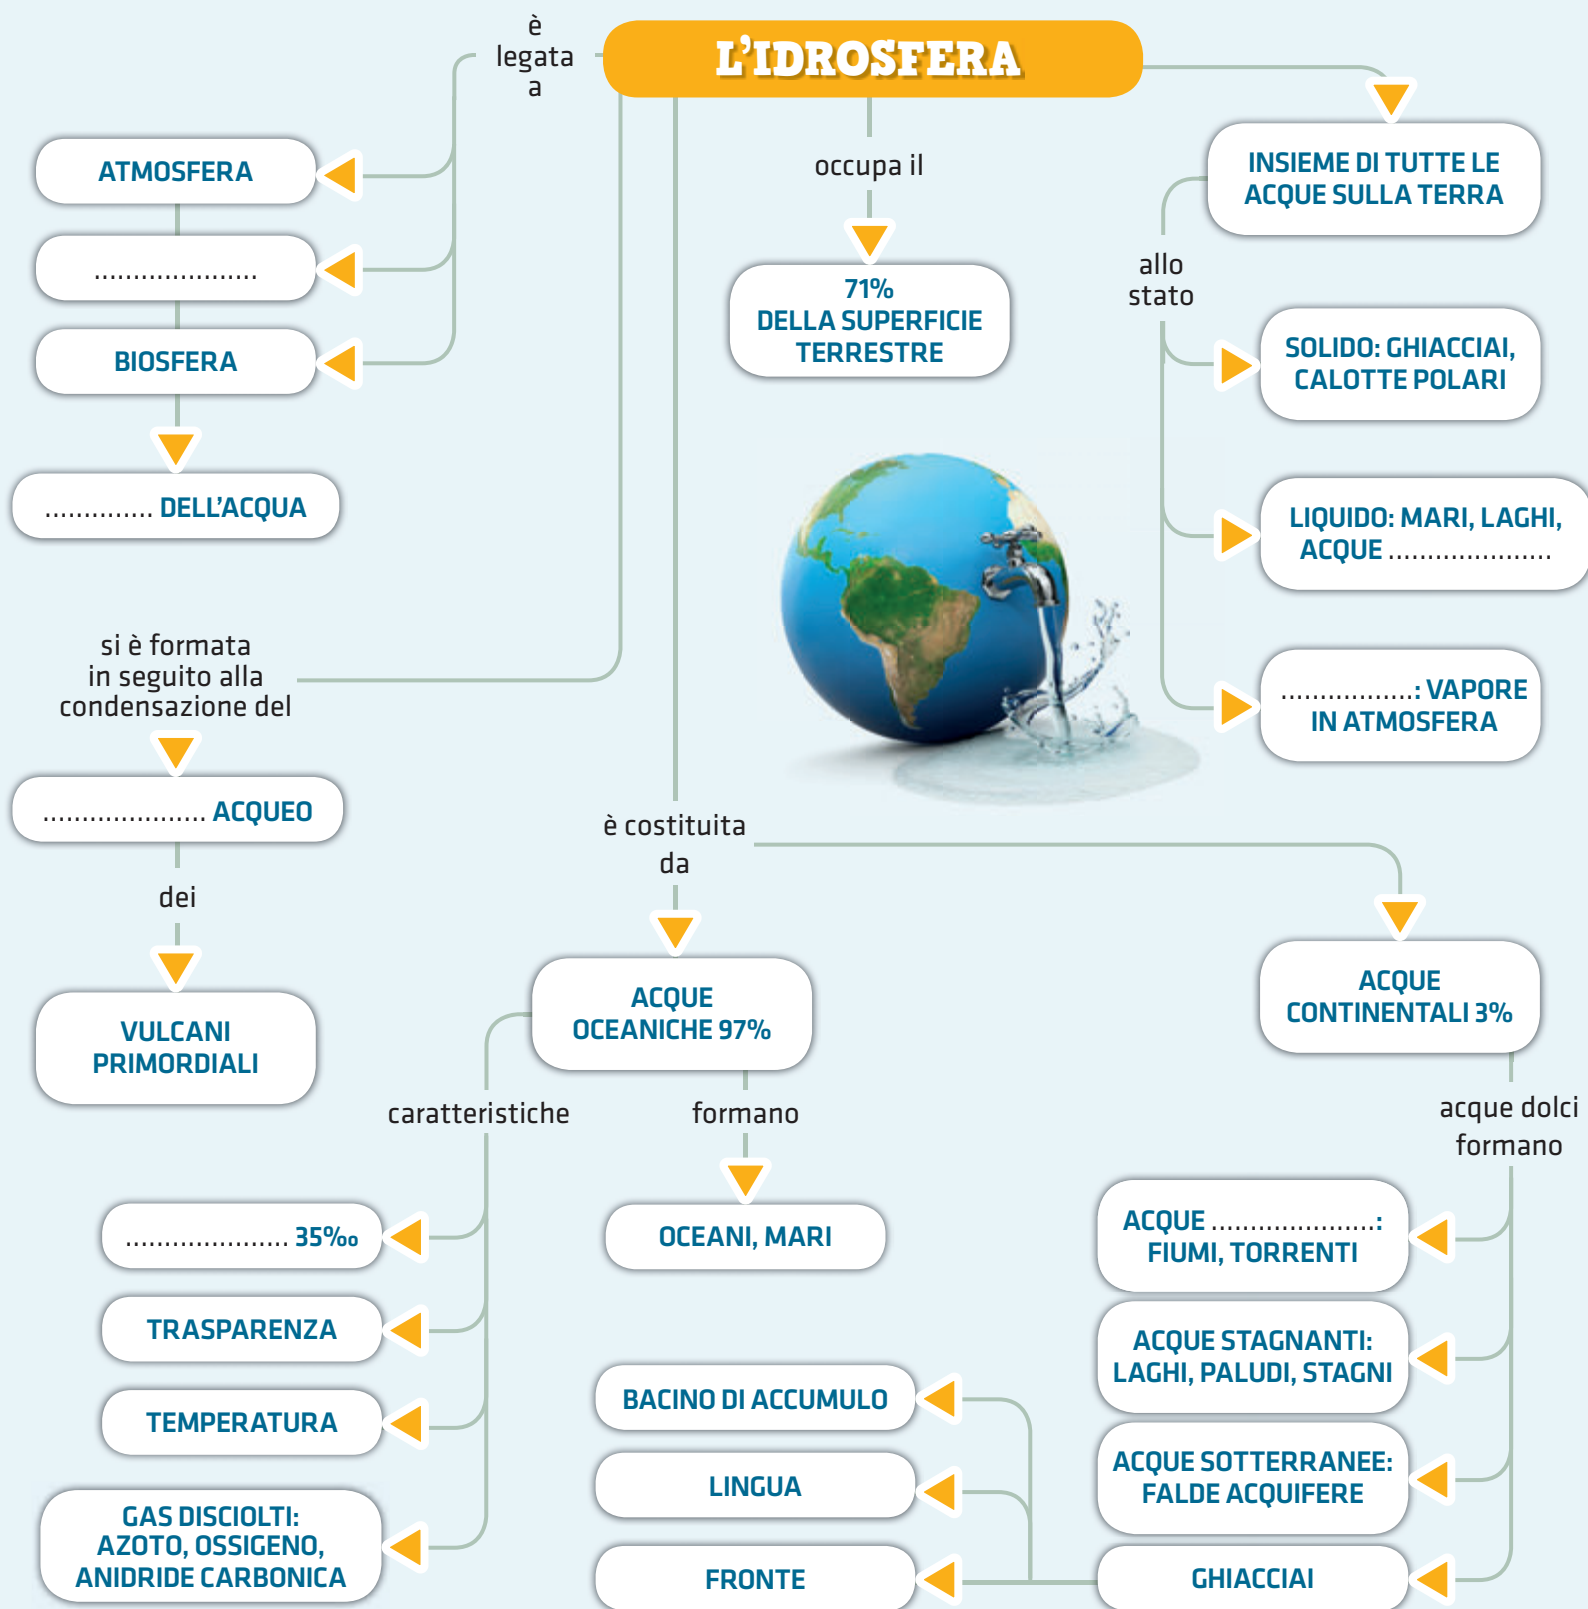 L'IDROSFERA
è
legata
a
ATMOSFERA
.....................
BIOSFERA
.............. DELL'ACQUA
occupa il
71%
DELLA SUPERFICIE
TERRESTRE
INSIEME DI TUTTE LE
ACQUE SULLA TERRA
allo
stato
SOLIDO: GHIACCIAI,
CALOTTE POLARI
LIQUIDO: MARI, LAGHI,
ACQUE .....................
.................: VAPORE
IN ATMOSFERA
si è formata
in seguito alla
condensazione del
..................... ACQUEO
dei
VULCANI
PRIMORDIALI
è costituita
da
ACQUE
OCEANICHE 97%
caratteristiche
..................... 35‰
TRASPARENZA
TEMPERATURA
GAS DISCIOLTI:
AZOTO, OSSIGENO,
ANIDRIDE CARBONICA
formano
OCEANI, MARI
ACQUE
CONTINENTALI 3%
acque dolci
formano
ACQUE .....................:
FIUMI, TORRENTI
ACQUE STAGNANTI:
LAGHI, PALUDI, STAGNI
ACQUE SOTTERRANEE:
FALDE ACQUIFERE
GHIACCIAI
BACINO DI ACCUMULO
LINGUA
FRONTE